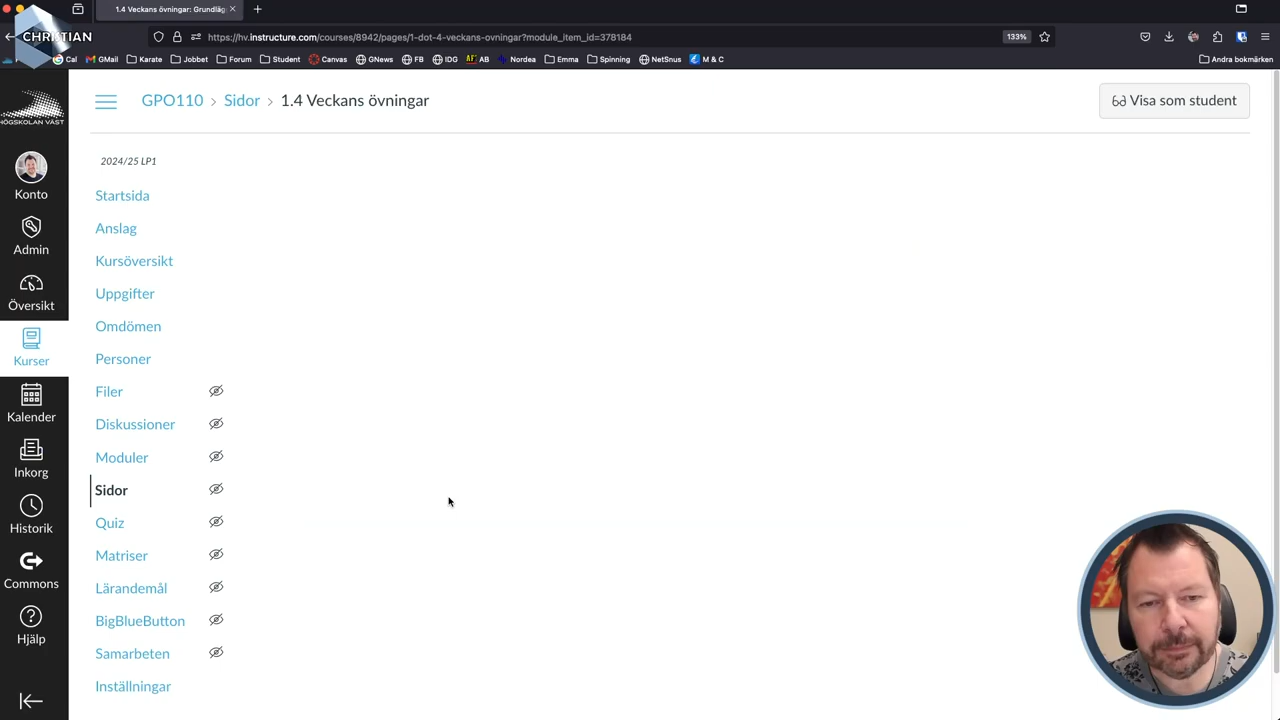 1.4 Veckans övningar: Grundläg
CHRISTIAN
https://hv.instructure.com/courses/8942/pages/1-dot-4-veckans-ovningar?module_item_id=378184
133%
Cal
GMail
Karate
Jobbet
Forum
Student
Canvas
GNews
FB
IDG
AB
Nordea
Emma
Spinning
NetSnus
M & C
Andra bokmärken
HÖGSKOLAN VÄST
GPO110 > Sidor > 1.4 Veckans övningar
Visa som student
2024/25 LP1
Konto
Admin
Översikt
Kurser
Kalender
Inkorg
Historik
Commons
Hjälp
Startsida
Anslag
Kursöversikt
Uppgifter
Omdömen
Personer
Filer
Diskussioner
Moduler
Sidor
Quiz
Matriser
Lärandemål
BigBlueButton
Samarbeten
Inställningar